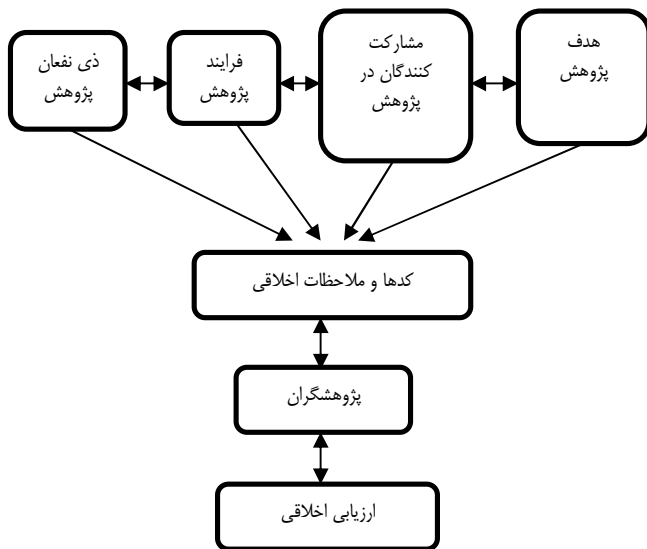 هدف
پژوهش
مشارکت
کنندگان در
پژوهش
فرایند
پژوهش
ذی نفعان
پژوهش
کدها و ملاحظات اخلاقی
پژوهشگران
ارزیابی اخلاقی